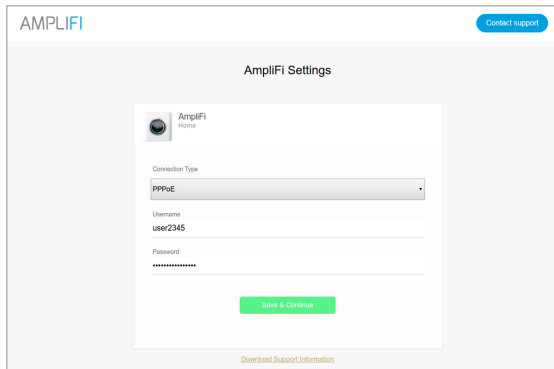 AMPLIFI
Contact support
AmpliFi Settings
AmpliFi
Home
Connection Type
PPPoE
Username
user2345
Password
••••••••••••••••
Save & Continue
Download Support Information